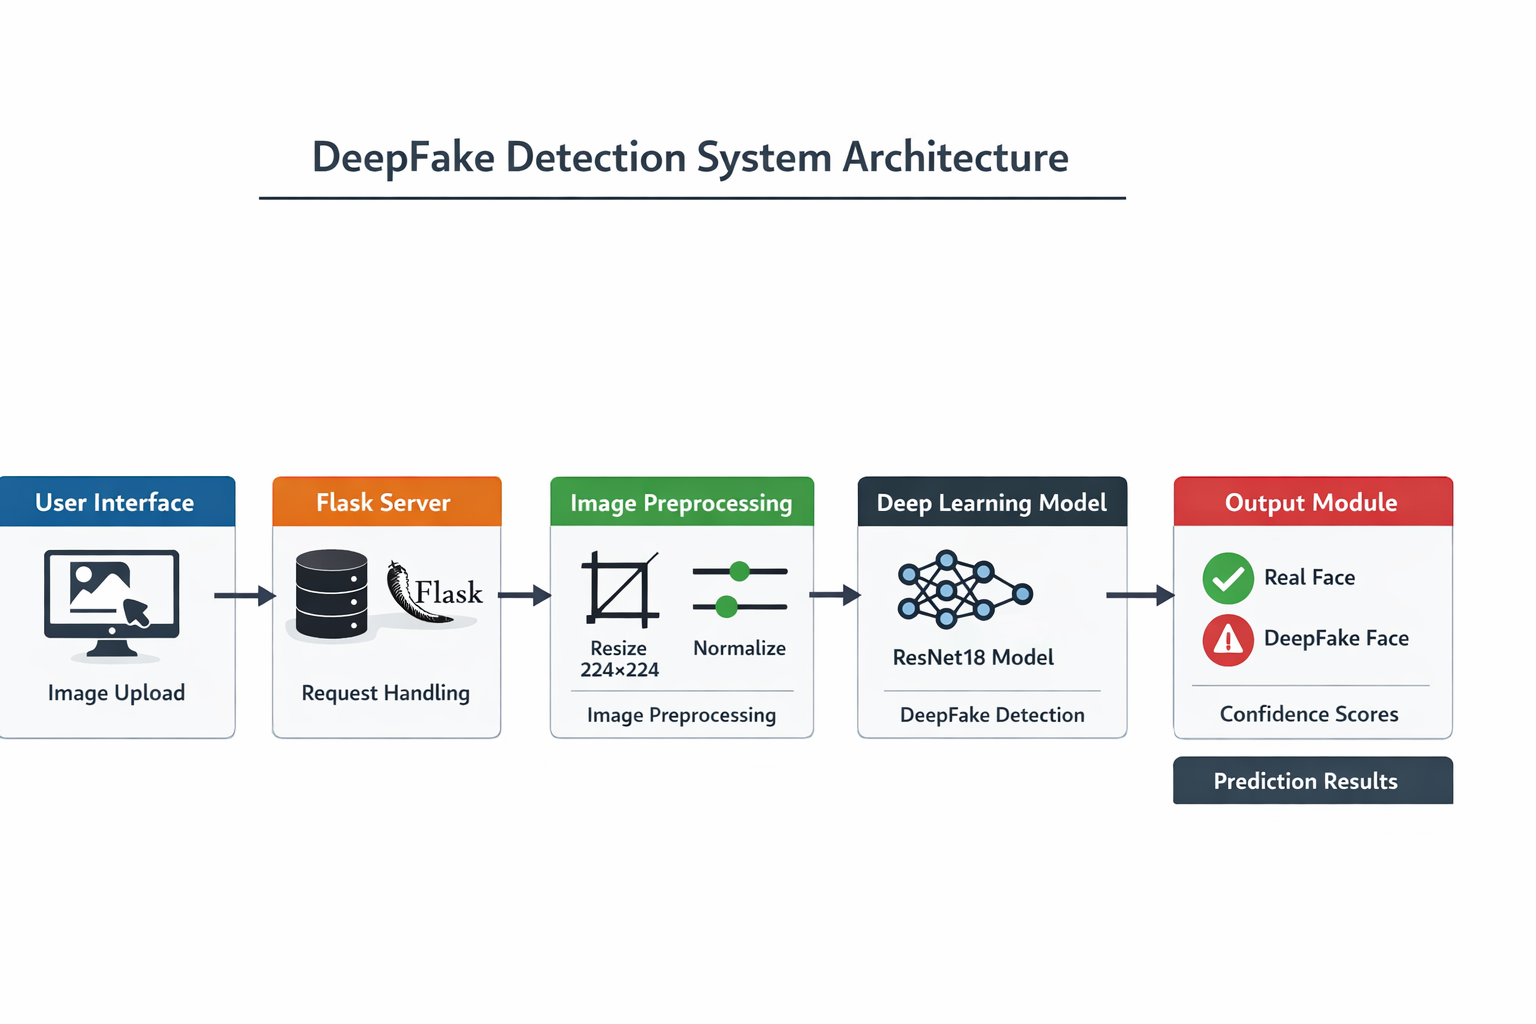 DeepFake Detection System Architecture
User Interface
Image Upload
Flask Server
Flask
Request Handling
Image Preprocessing
Resize
224×224
Normalize
Image Preprocessing
Deep Learning Model
ResNet18 Model
DeepFake Detection
Output Module
Real Face
DeepFake Face
Confidence Scores
Prediction Results